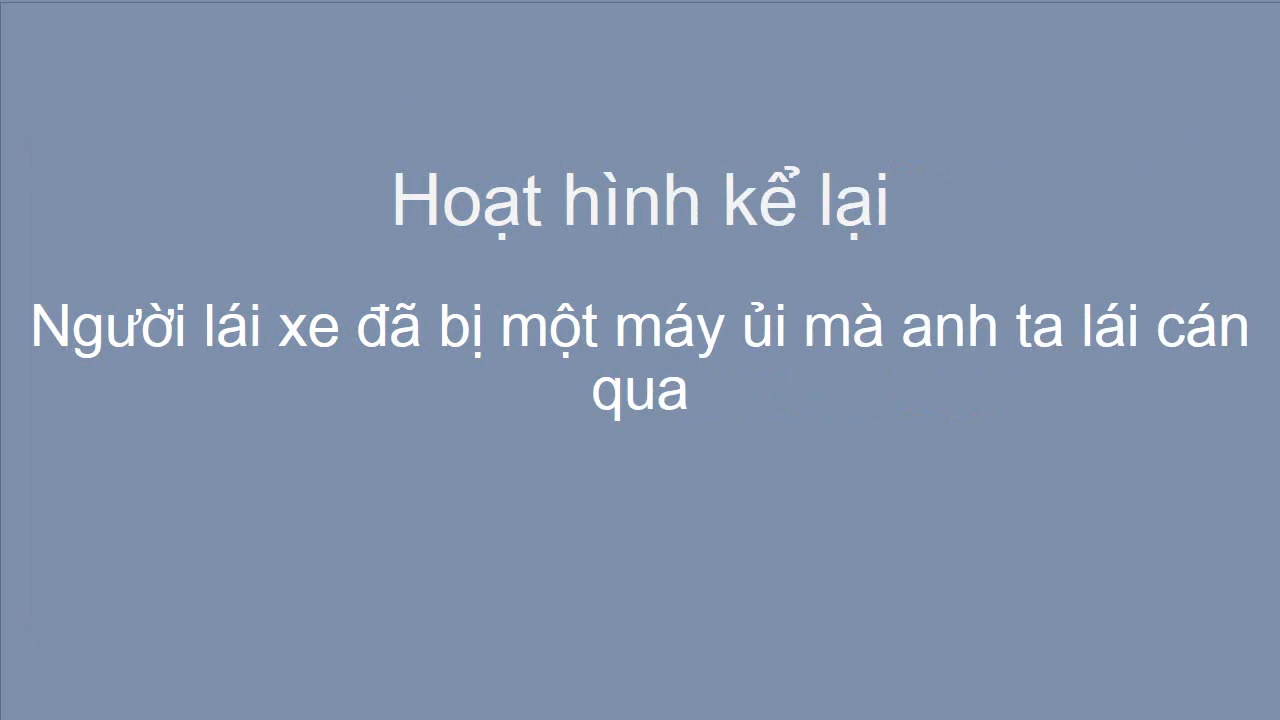 Hoạt hình kể lại
Người lái xe đã bị một máy ủi mà anh ta lái cán
qua